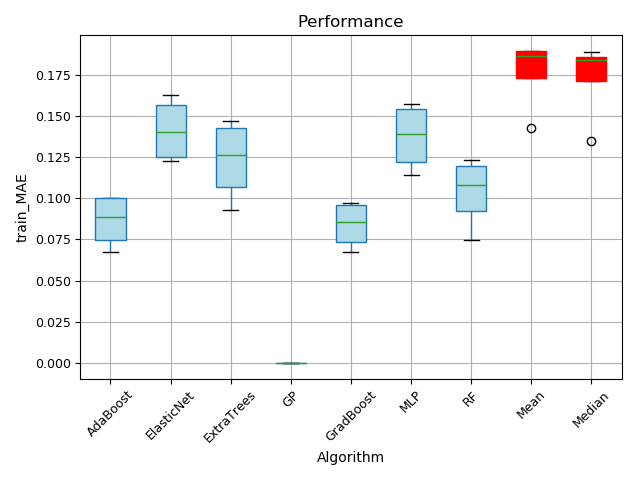 Performance
train_MAE
0.175
0.150
0.125
0.100
0.075
0.050
0.025
0.000
AdaBoost
ElasticNet
ExtraTrees
GP
GradBoost
MLP
RF
Mean
Median
Algorithm